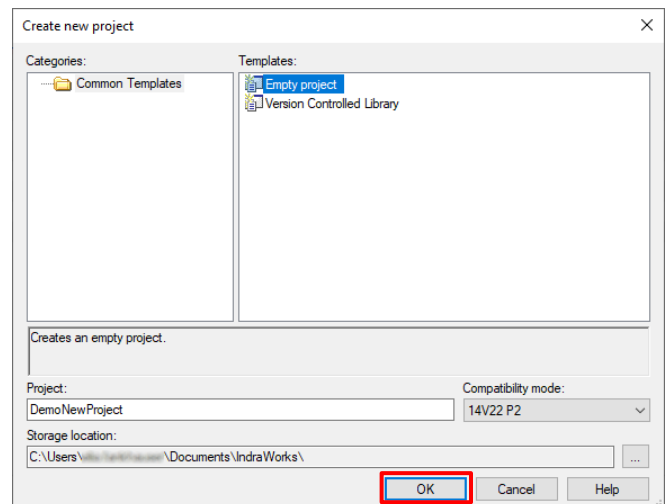 Create new project
Categories:
Templates:
Common Templates
Empty project
Version Controlled Library
Creates an empty project.
Project:
Compatibility mode:
DemoNewProject
14V22 P2
Storage location:
C:\Users\ \Documents\IndraWorks\
...
OK
Cancel
Help